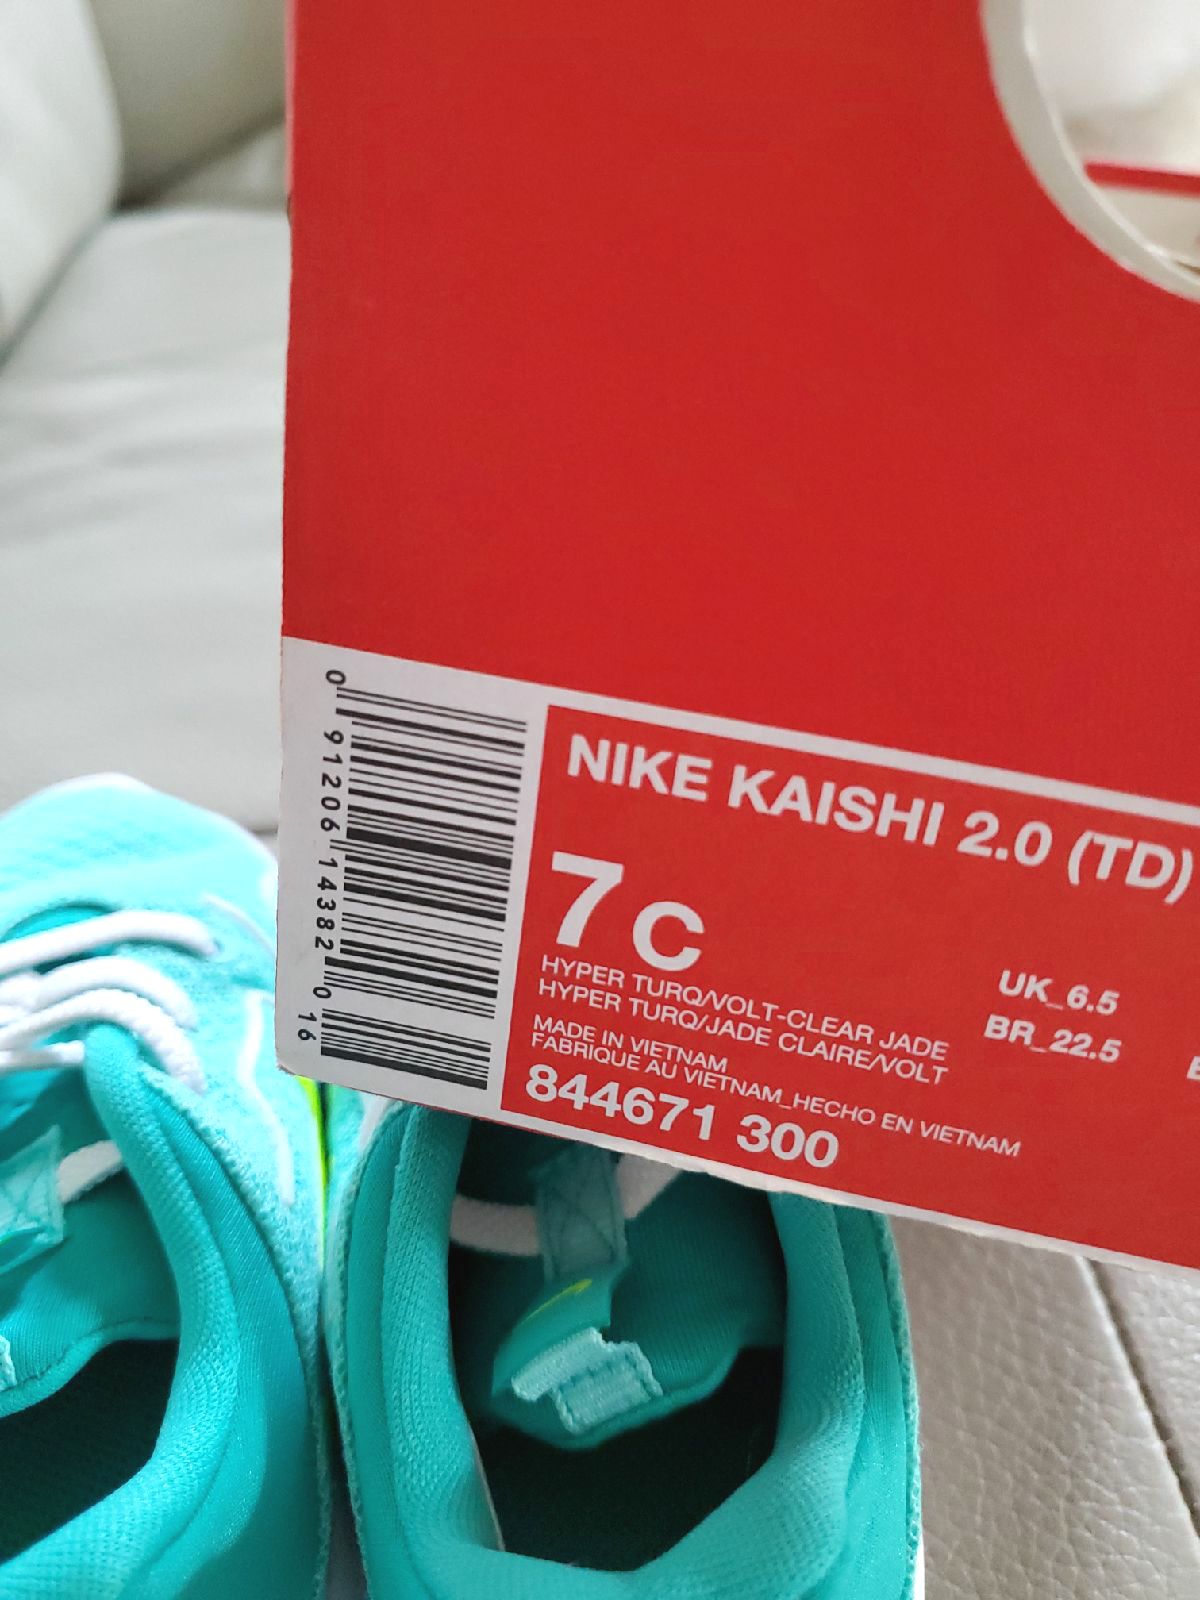 NIKE KAISHI 2.0 (TD)
7C
UK_6.5
BR_22.5
HYPER TURQ/VOLT-CLEAR JADE
HYPER TURQ/JADE CLAIRE/VOLT
MADE IN VIETNAM
FABRIQUE AU VIETNAM_HECHO EN VIETNAM
844671 300
0 91206 14382 0 16